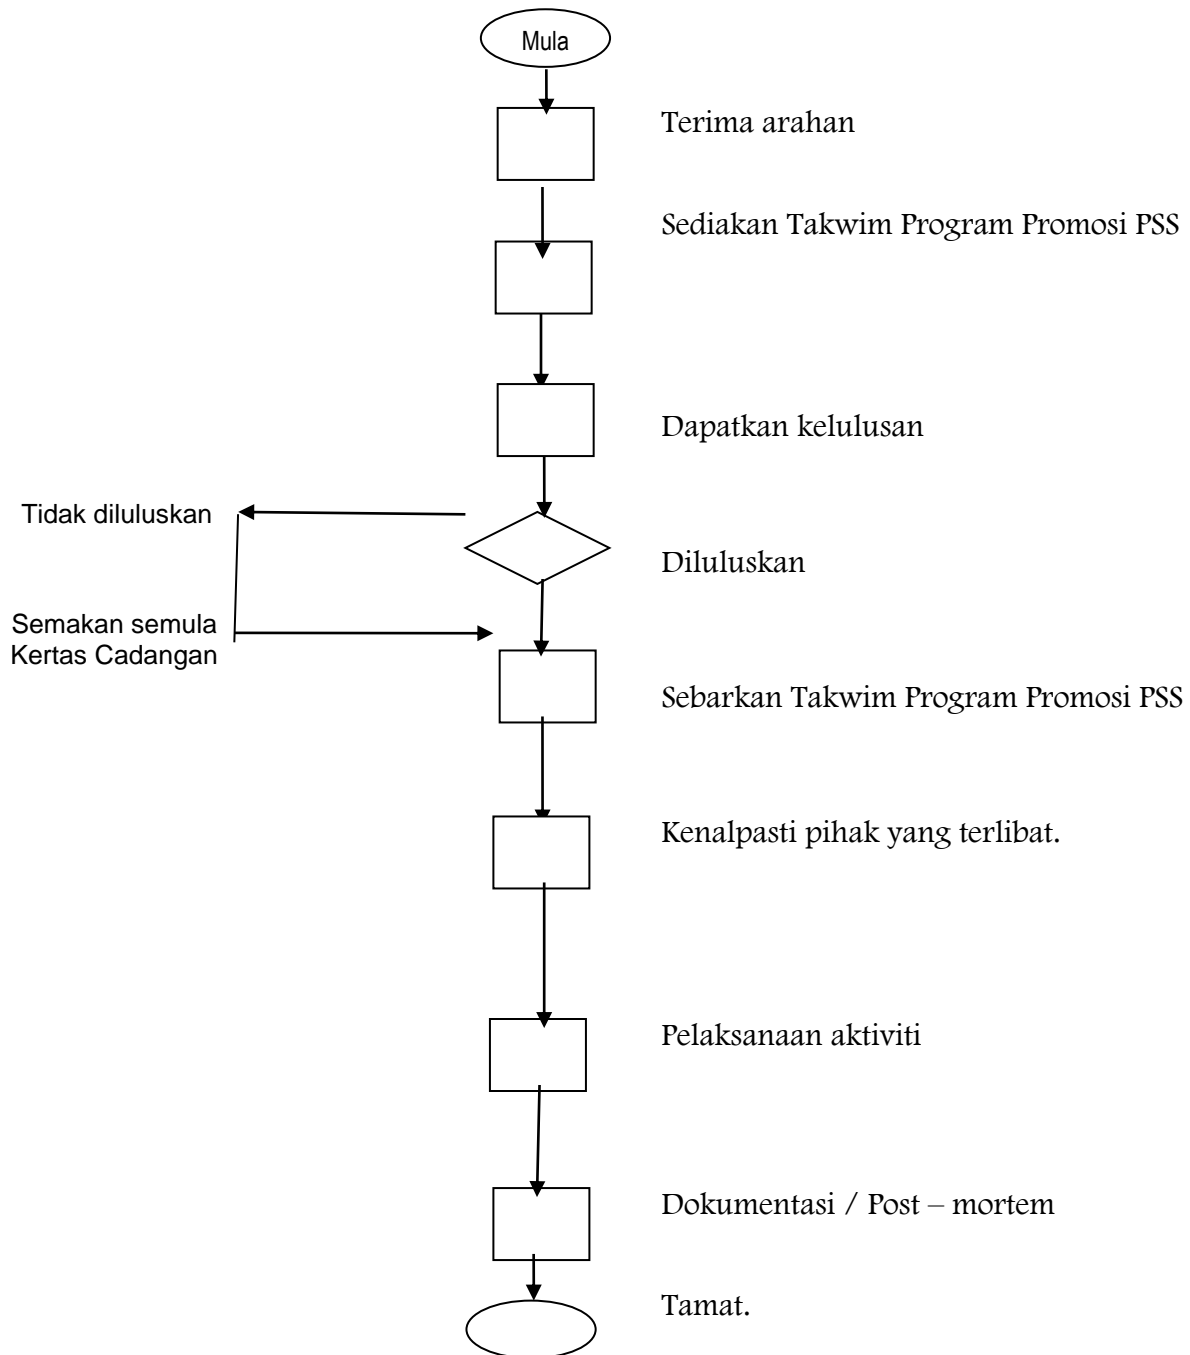 Mula
Terima arahan
Sediakan Takwim Program Promosi PSS
Dapatkan kelulusan
Tidak diluluskan
Diluluskan
Semakan semula
Kertas Cadangan
Sebarkan Takwim Program Promosi PSS
Kenalpasti pihak yang terlibat.
Pelaksanaan aktiviti
Dokumentasi / Post – mortem
Tamat.